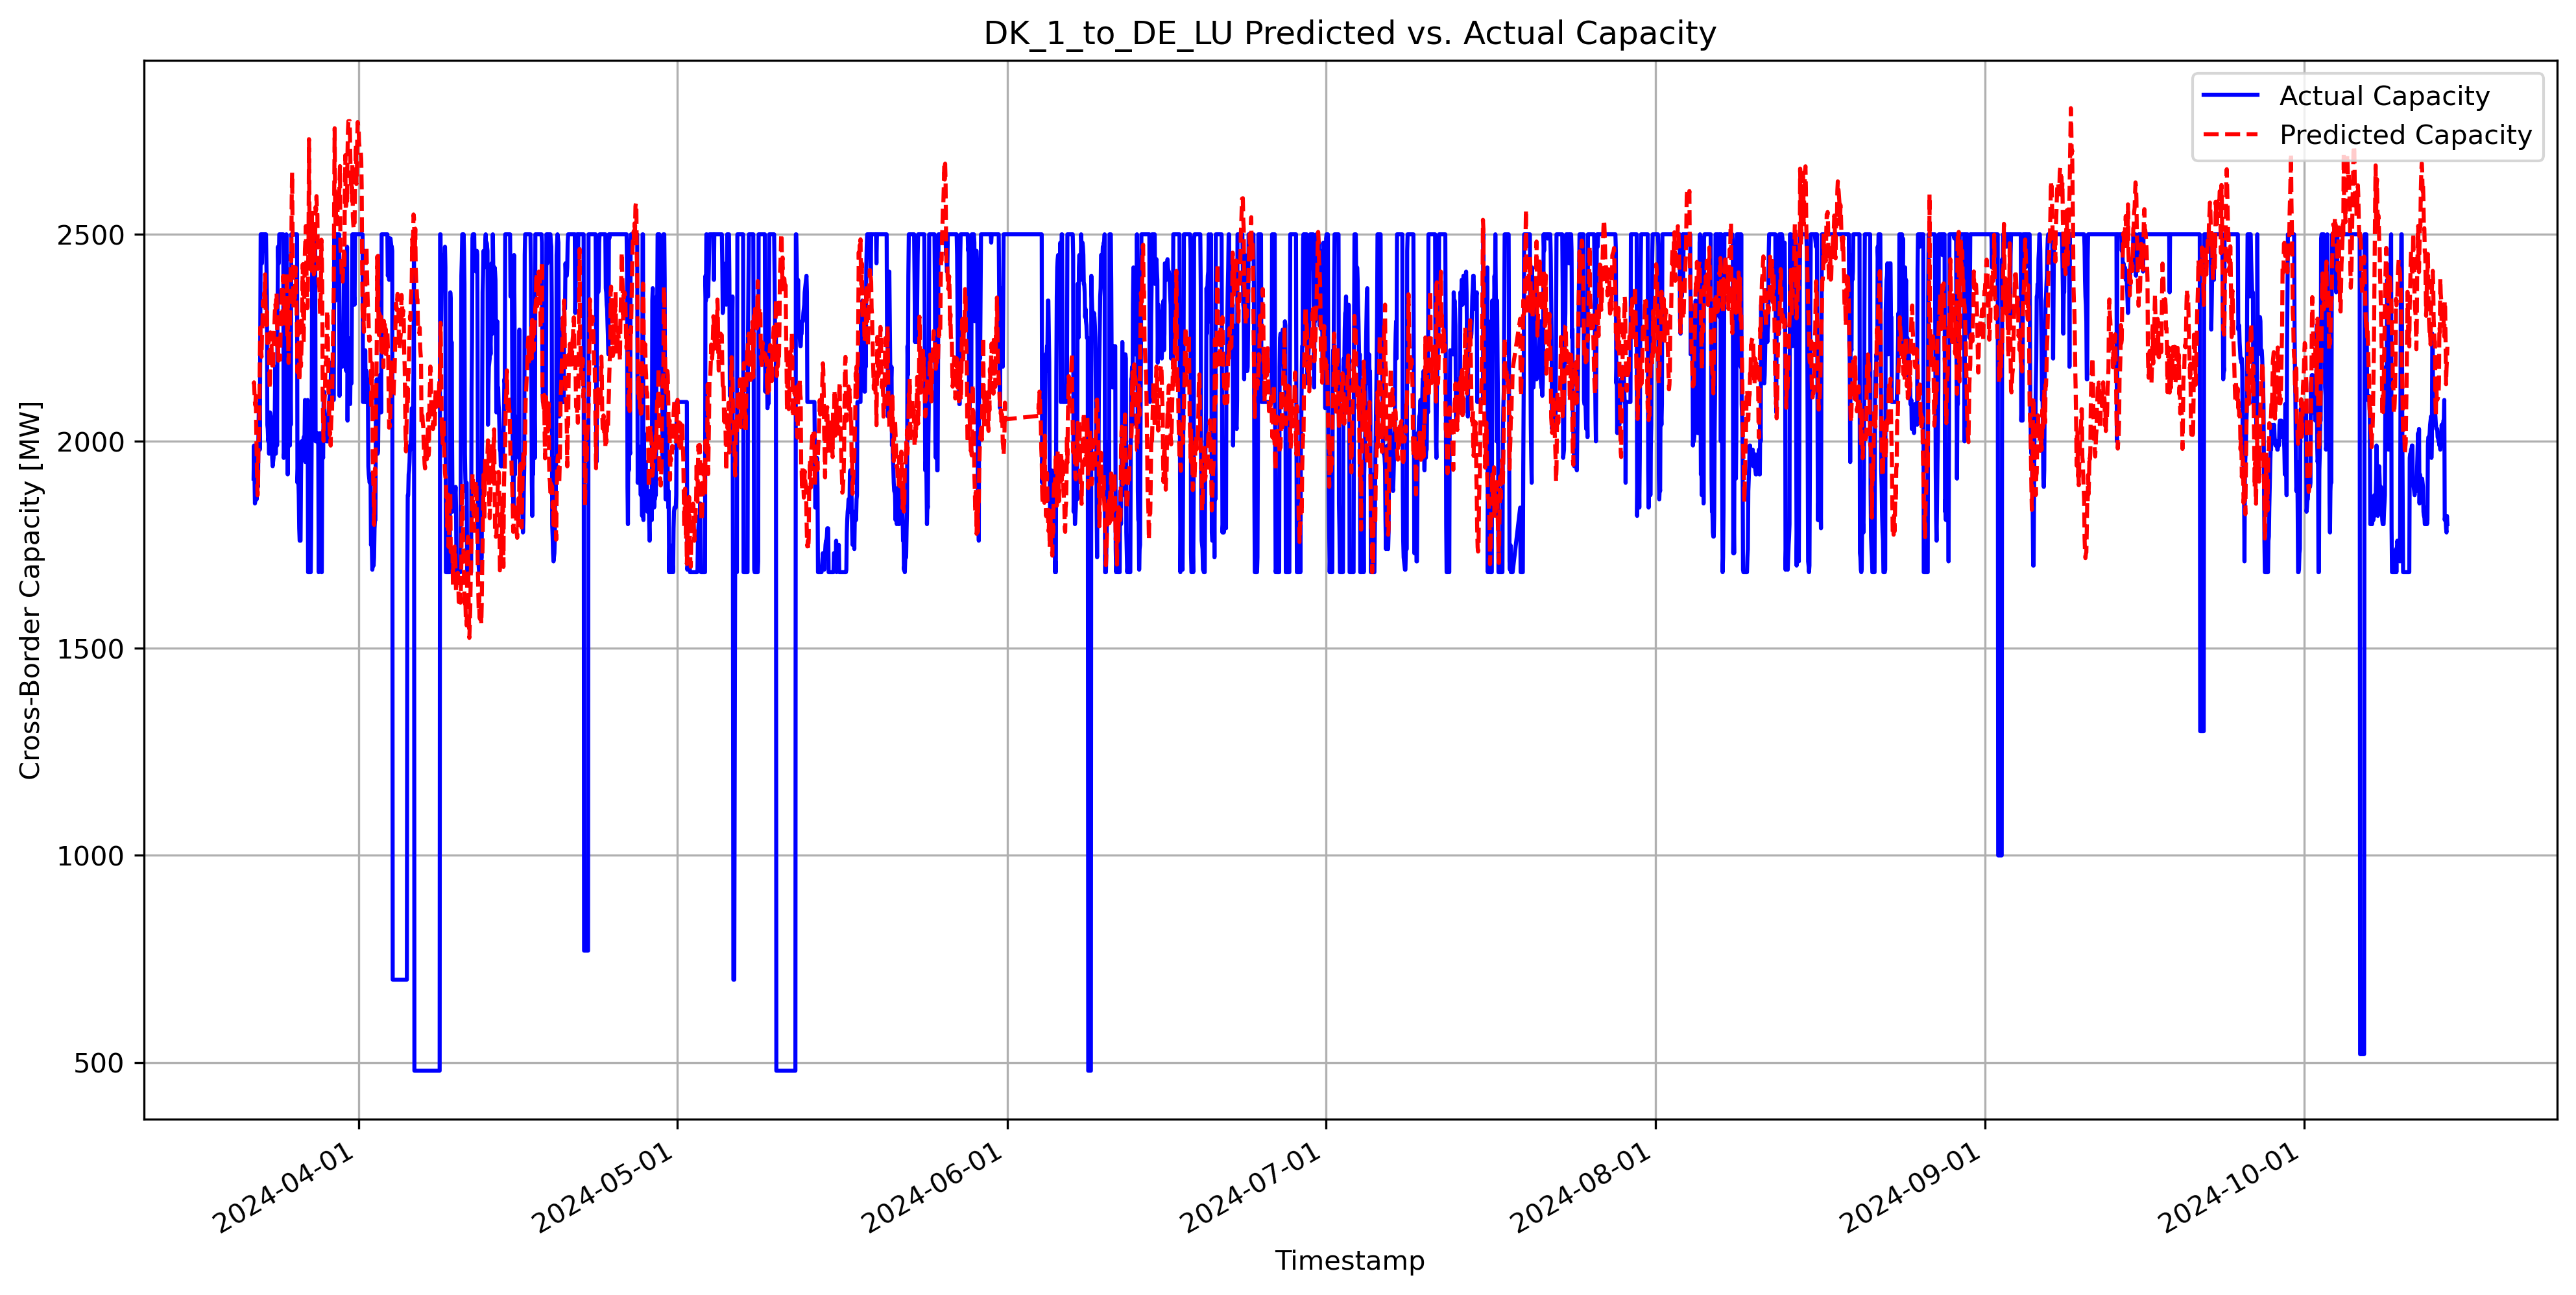 DK_1_to_DE_LU Predicted vs. Actual Capacity
Actual Capacity
Predicted Capacity
Cross-Border Capacity [MW]
2500
2000
1500
1000
500
2024-04-01
2024-05-01
2024-06-01
2024-07-01
2024-08-01
2024-09-01
2024-10-01
Timestamp